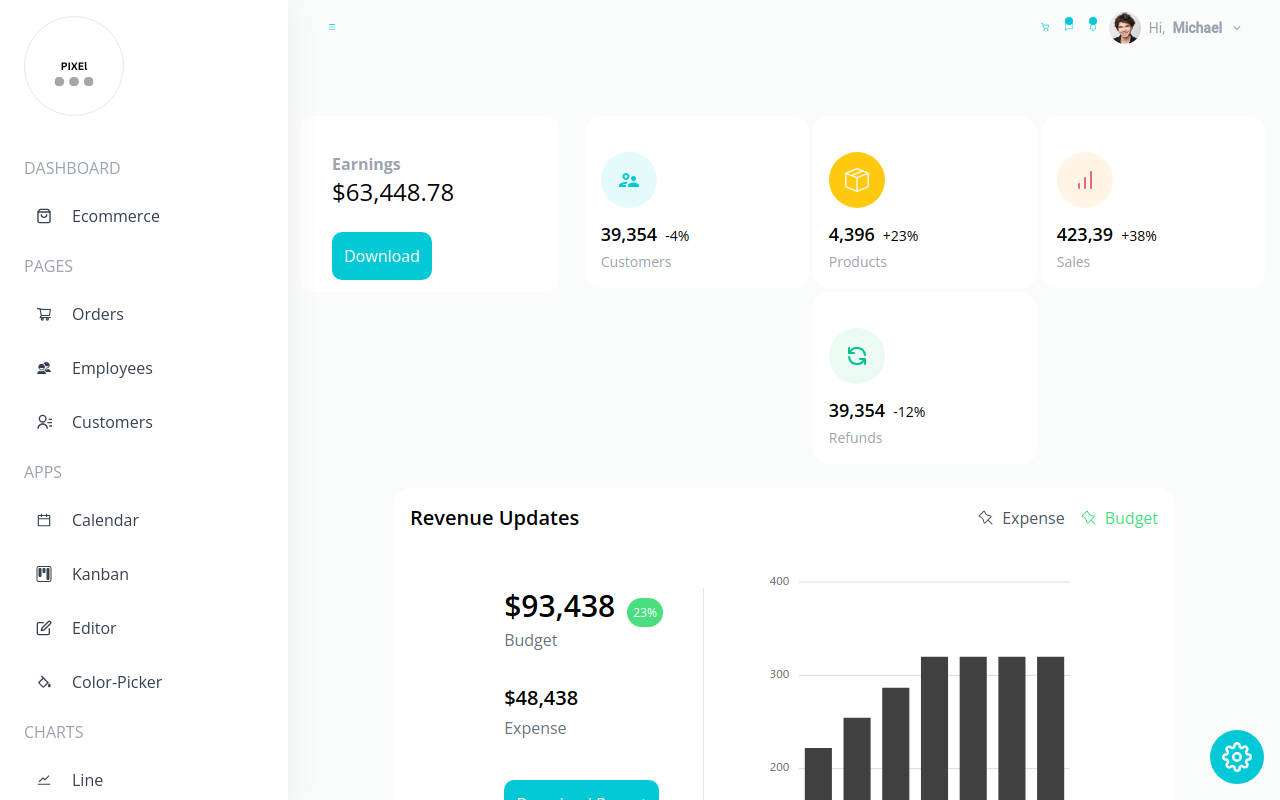 PIXEl
DASHBOARD
Ecommerce
PAGES
Orders
Employees
Customers
APPS
Calendar
Kanban
Editor
Color-Picker
CHARTS
Line
Hi, Michael
Earnings
$63,448.78
Download
39,354 -4%
Customers
4,396 +23%
Products
423,39 +38%
Sales
39,354 -12%
Refunds
Revenue Updates
Expense
Budget
$93,438 23%
Budget
$48,438
Expense
400
300
200